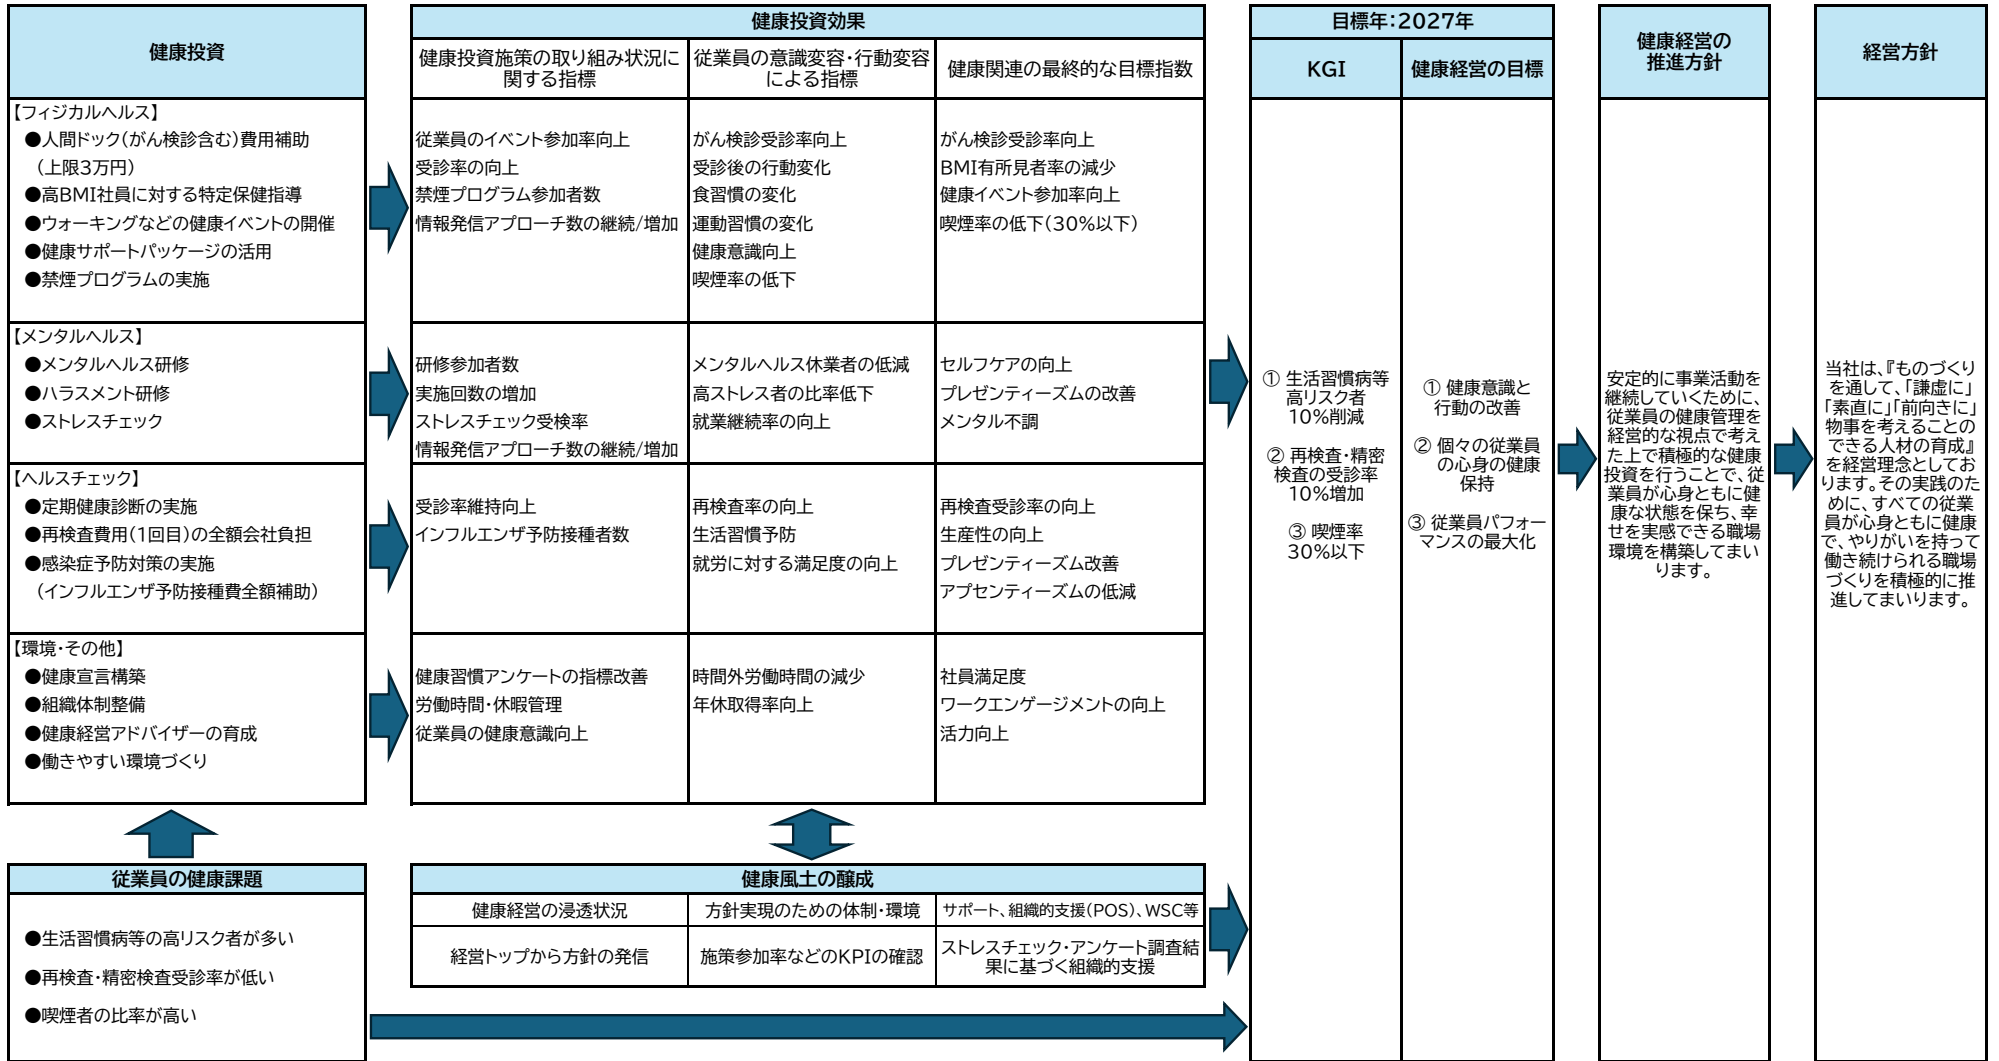 健康投資
【フィジカルヘルス】
●人間ドック(がん検診含む)費用補助
(上限3万円)
●高BMI社員に対する特定保健指導
●ウォーキングなどの健康イベントの開催
●健康サポートパッケージの活用
●禁煙プログラムの実施
【メンタルヘルス】
●メンタルヘルス研修
●ハラスメント研修
●ストレスチェック
【ヘルスチェック】
●定期健康診断の実施
●再検査費用(1回目)の全額会社負担
●感染症予防対策の実施
(インフルエンザ予防接種費全額補助)
【環境・その他】
●健康宣言構築
●組織体制整備
●健康経営アドバイザーの育成
●働きやすい環境づくり
従業員の健康課題
●生活習慣病等の高リスク者が多い
●再検査・精密検査受診率が低い
●喫煙者の比率が高い
健康投資効果
健康投資施策の取り組み状況に
関する指標
従業員のイベント参加率向上
受診率の向上
禁煙プログラム参加者数
情報発信アプローチ数の継続/増加
研修参加者数
実施回数の増加
ストレスチェック受検率
情報発信アプローチ数の継続/増加
受診率維持向上
インフルエンザ予防接種者数
健康習慣アンケートの指標改善
労働時間・休暇管理
従業員の健康意識向上
従業員の意識変容・行動変容
による指標
がん検診受診率向上
受診後の行動変化
食習慣の変化
運動習慣の変化
健康意識向上
喫煙率の低下
メンタルヘルス休業者の低減
高ストレス者の比率低下
就業継続率の向上
再検査率の向上
生活習慣予防
就労に対する満足度の向上
時間外労働時間の減少
年休取得率向上
健康関連の最終的な目標指数
がん検診受診率向上
BMI有所見者率の減少
健康イベント参加率向上
喫煙率の低下(30%以下)
セルフケアの向上
プレゼンティーズムの改善
メンタル不調
再検査受診率の向上
生産性の向上
プレゼンティーズム改善
アプセンティーズムの低減
社員満足度
ワークエンゲージメントの向上
活力向上
健康風土の醸成
健康経営の浸透状況
方針実現のための体制・環境
サポート、組織的支援(POS)、WSC等
経営トップから方針の発信
施策参加率などのKPIの確認
ストレスチェック・アンケート調査結
果に基づく組織的支援
目標年:2027年
KGI
① 生活習慣病等
高リスク者
10%削減
② 再検査・精密
検査の受診率
10%増加
③ 喫煙率
30%以下
健康経営の目標
① 健康意識と
行動の改善
② 個々の従業員
の心身の健康
保持
③ 従業員パフォー
マンスの最大化
健康経営の
推進方針
安定的に事業活動を
継続していくために、
従業員の健康管理を
経営的な視点で考え
た上で積極的な健康
投資を行うことで、従
業員が心身ともに健
康な状態を保ち、幸
せを実感できる職場
環境を構築してまい
ります。
経営方針
当社は、『ものづくり
を通して、「謙虚に」
「素直に」「前向きに」
物事を考えることの
できる人材の育成』
を経営理念としてお
ります。その実践のた
めに、すべての従業
員が心身ともに健康
で、やりがいを持って
働き続けられる職場
づくりを積極的に推
進してまいります。